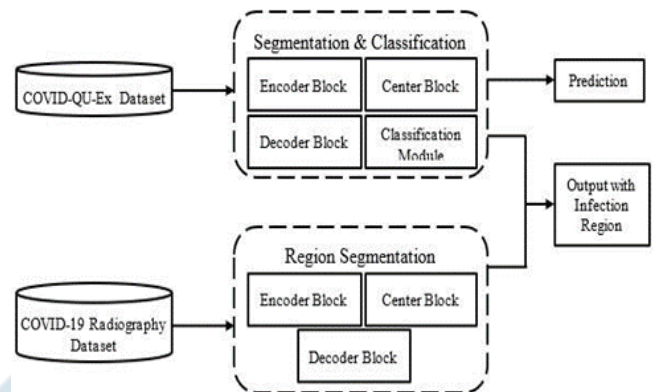 Segmentation & Classification
COVID-QU-Ex Dataset
Encoder Block
Center Block
Decoder Block
Classification
Module
Prediction
Output with
Infection
Region
Region Segmentation
COVID-19 Radiography
Dataset
Encoder Block
Center Block
Decoder Block